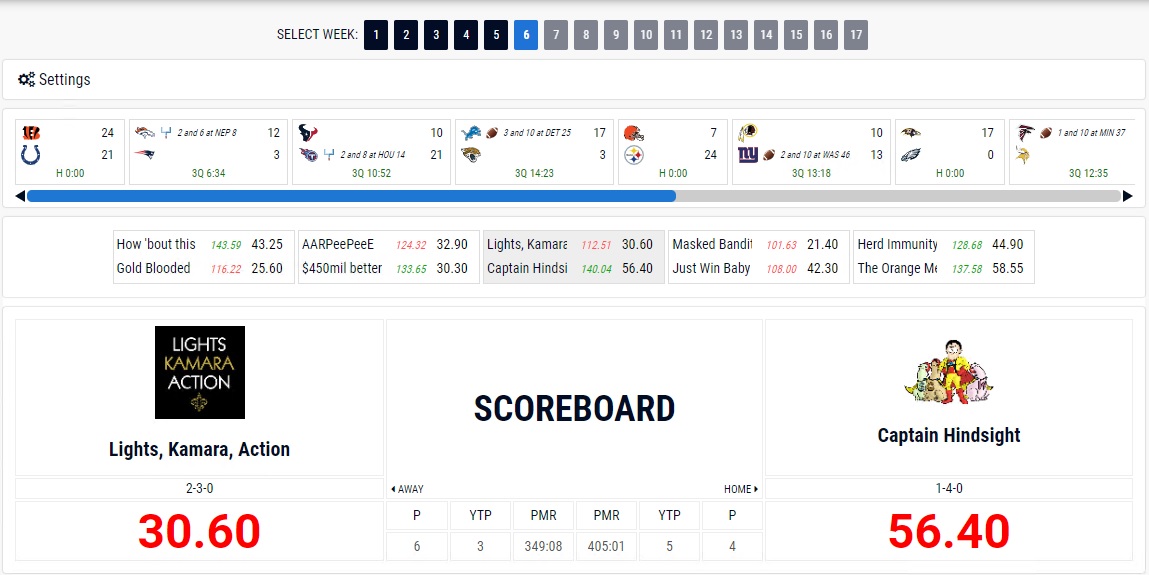 SELECT WEEK: 1 2 3 4 5 6 7 8 9 10 11 12 13 14 15 16 17
Settings
24 2 and 6 at NEP 8 12 10 3 and 10 at DET 25 17 7 10 17 1 and 10 at MIN 37
21 3 2 and 8 at HOU 14 21 3 24 2 and 10 at WAS 46 13 0
H 0:00 3Q 6:34 3Q 10:52 3Q 14:23 H 0:00 3Q 13:18 H 0:00 3Q 12:35
How 'bout this 143.59 43.25 AARPeePeeE 124.32 32.90 Lights, Kamara 112.51 30.60 Masked Bandit 101.63 21.40 Herd Immunity 128.68 44.90
Gold Blooded 116.22 25.60 $450mil better 133.65 30.30 Captain Hindsi 140.04 56.40 Just Win Baby 108.00 42.30 The Orange Me 137.58 58.55
LIGHTS
KAMARA
ACTION
SCOREBOARD
Lights, Kamara, Action
Captain Hindsight
2-3-0
AWAY HOME
1-4-0
30.60
P YTP PMR PMR YTP P
6 3 349:08 405:01 5 4
56.40